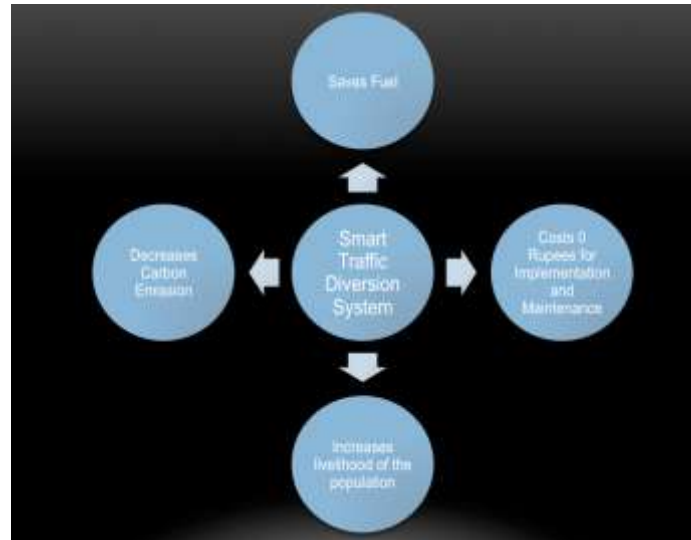 Saves Fuel
Decreases
Carbon
Emission
Smart
Traffic
Diversion
System
Costs 0
Rupees for
Implementation
and
Maintenance
Increases
livelihood of the
population